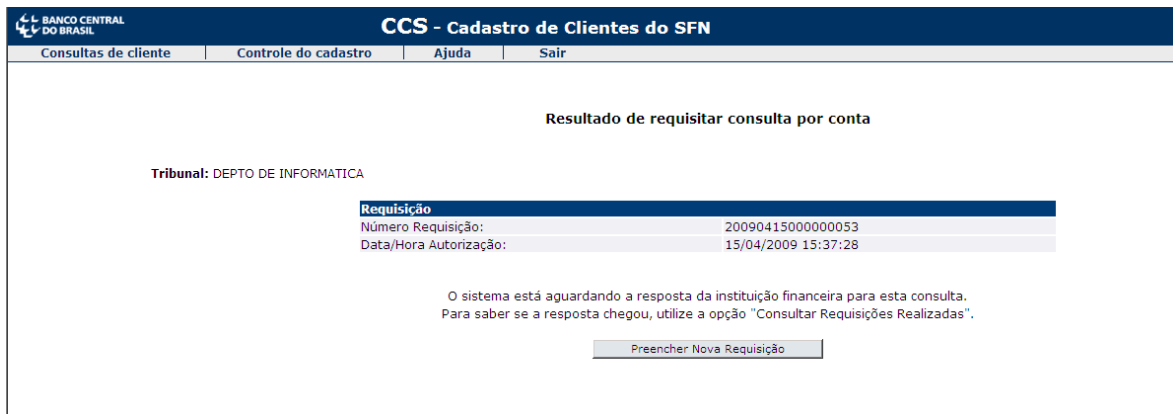 BANCO CENTRAL
DO BRASIL
CCS - Cadastro de Clientes do SFN
Consultas de cliente | Controle do cadastro | Ajuda | Sair
Resultado de requisitar consulta por conta
Tribunal: DEPTO DE INFORMATICA
Requisição
Número Requisição: 20090415000000053
Data/Hora Autorização: 15/04/2009 15:37:28
O sistema está aguardando a resposta da instituição financeira para esta consulta.
Para saber se a resposta chegou, utilize a opção "Consultar Requisições Realizadas".
Preencher Nova Requisição